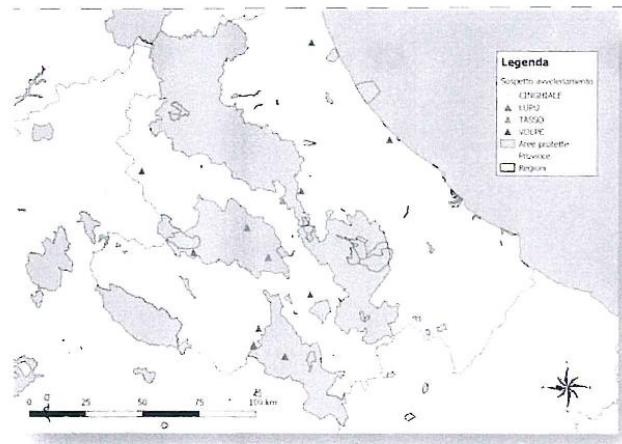 Legenda
Sospetto avvelenamento
CINGHIALE
LUPO
TASSO
VOLPE
Aree protette
Province
Regioni
0 25 50 75 100 km